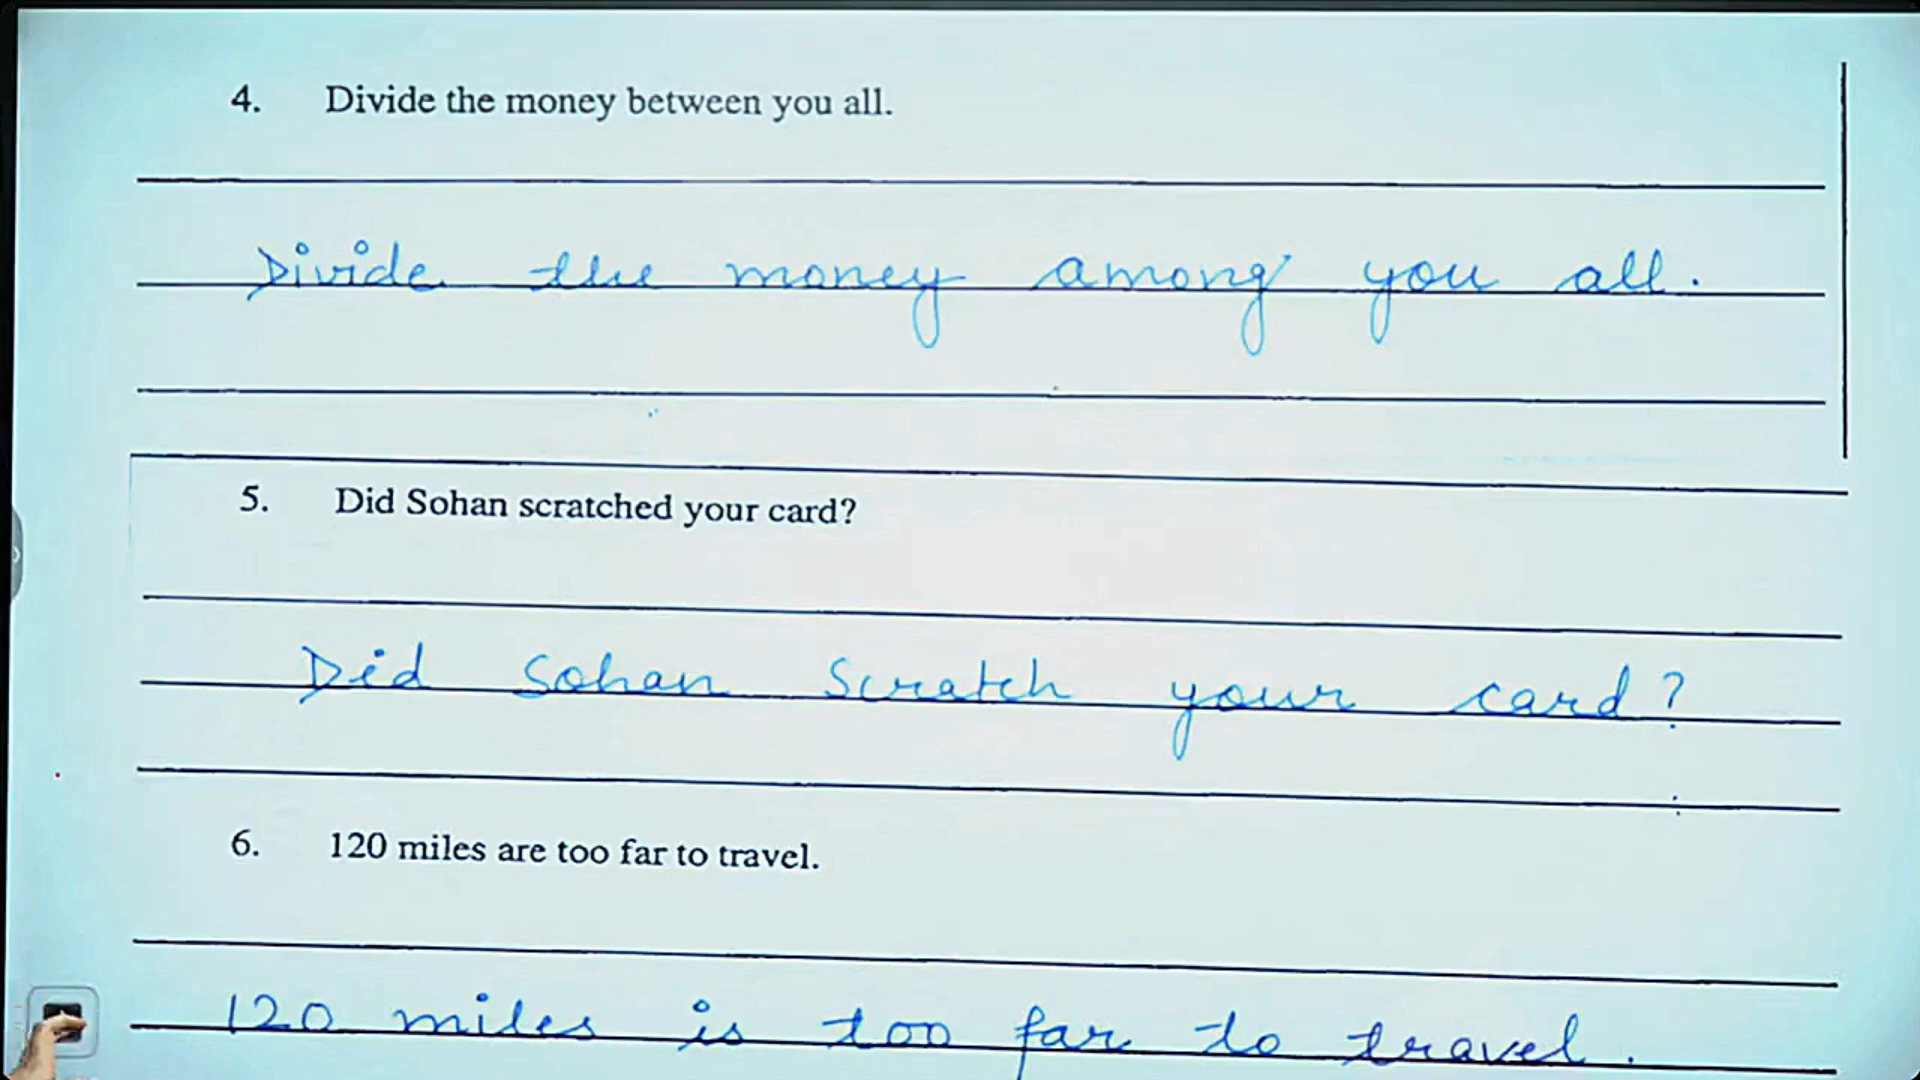 4. Divide the money between you all.
Divide the money among you all.
5. Did Sohan scratched your card?
Did Sohan Scratch your card?
6. 120 miles are too far to travel.
120 miles is too far to travel.